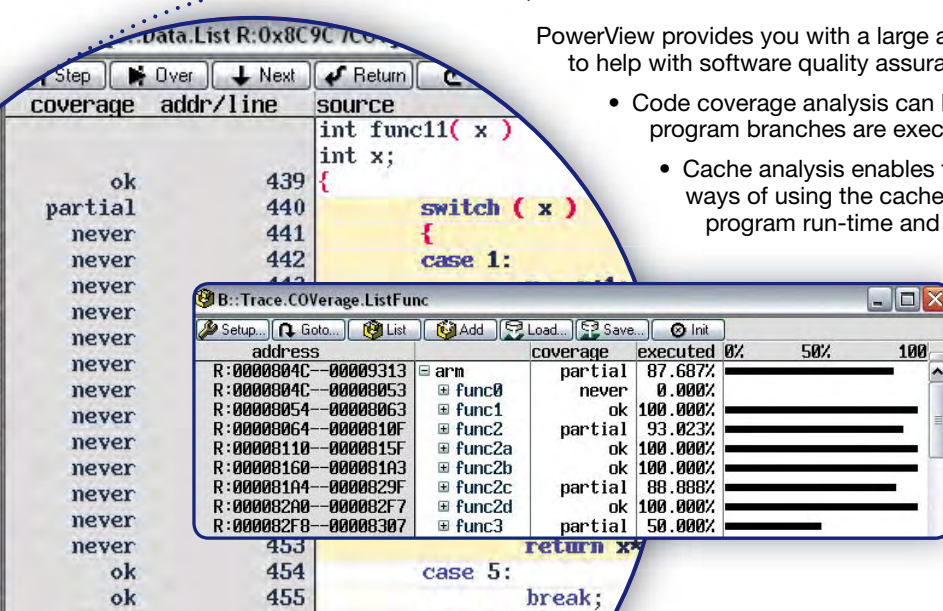 PowerView provides you with a large
to help with software quality
• Code coverage analysis can
program branches are
• Cache analysis enables
ways of using the cache
program run-time and
Data.List
Step Over Next Return
coverage addr/line source
int func11( x )
int x;
ok 439 {
partial 440 switch ( x )
never 441 {
never 442 case 1:
never
never
never
never
never
never
never
never
never
never
never 453 return
ok 454 case 5:
ok 455 break;
B::Trace.COVerage.ListFunc
Setup... Goto... List Add Load... Save... Init
address coverage executed 0% 50% 100
R:0000804C--00009313 arm partial 87.687%
R:0000804C--00008053 func0 never 0.000%
R:00008054--00008063 func1 ok 100.000%
R:00008064--0000810F func2 partial 93.023%
R:00008110--0000815F func2a ok 100.000%
R:00008160--000081A3 func2b ok 100.000%
R:000081A4--0000829F func2c partial 88.888%
R:000082A0--000082F7 func2d ok 100.000%
R:000082F8--00008307 func3 partial 50.000%